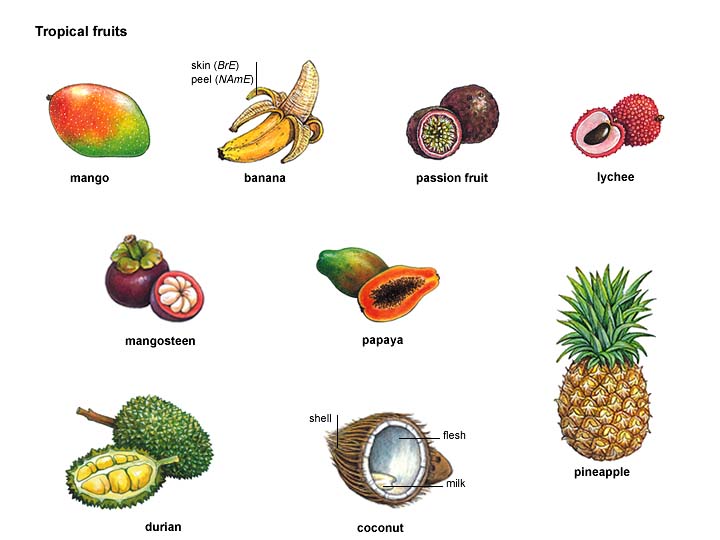 Tropical fruits
skin (BrE)
peel (NAmE)
mango
banana
passion fruit
lychee
mangosteen
papaya
pineapple
shell
flesh
milk
durian
coconut